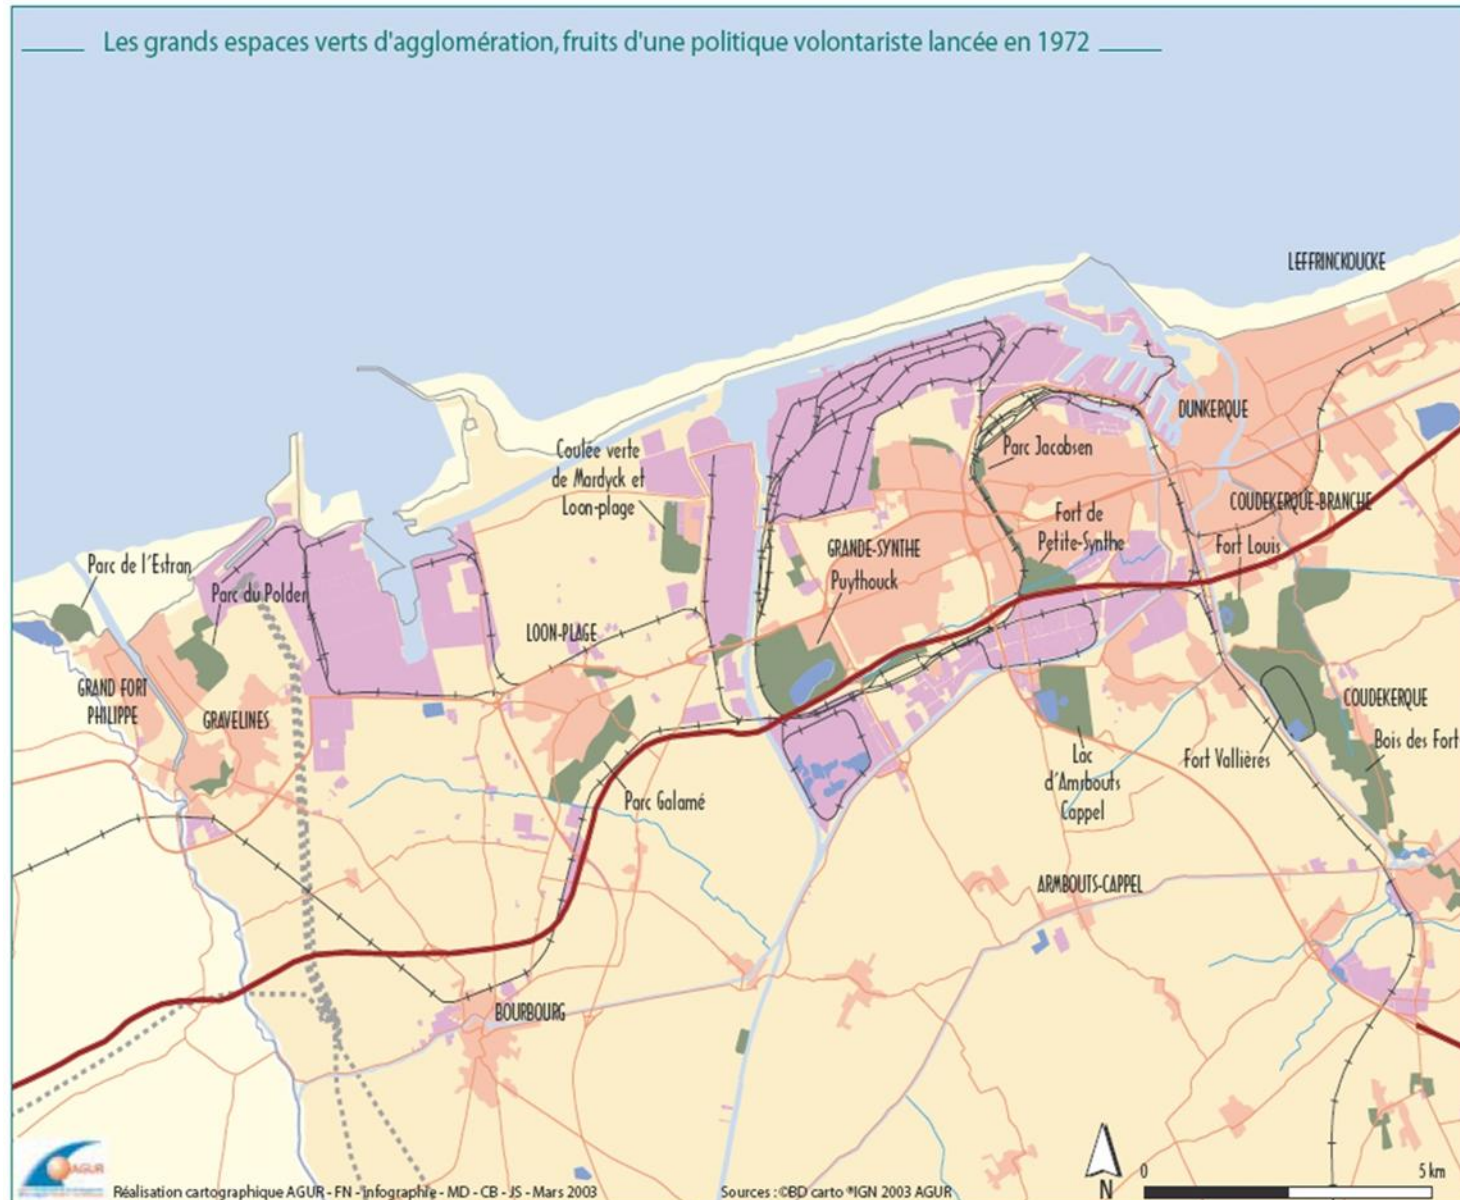 Les grands espaces verts d'agglomération, fruits d'une politique volontariste lancée en 1972
LEFFRINCKOUCKE
DUNKERQUE
Parc Jacobsen
Coulée verte
de Mardyck et
Loon-plage
COUDEKERQUE-BRANCHE
Fort de
Petite-Synthe
Fort Louis
GRANDE-SYNTHE
Puythouck
Parc de l'Estran
Parc du Polder
LOON-PLAGE
GRAND FORT
PHILIPPE
GRAVELINES
COUDEKERQUE
Bois des Fort
Fort Vallières
Lac
d'Amrbouts
Cappel
Parc Galamé
ARMBOUTS-CAPPEL
BOURBOURG
AGUR
N
0
5 km
Réalisation cartographique AGUR - FN - infographie - MD - CB - JS - Mars 2003
Sources : ©BD carto ®IGN 2003 AGUR